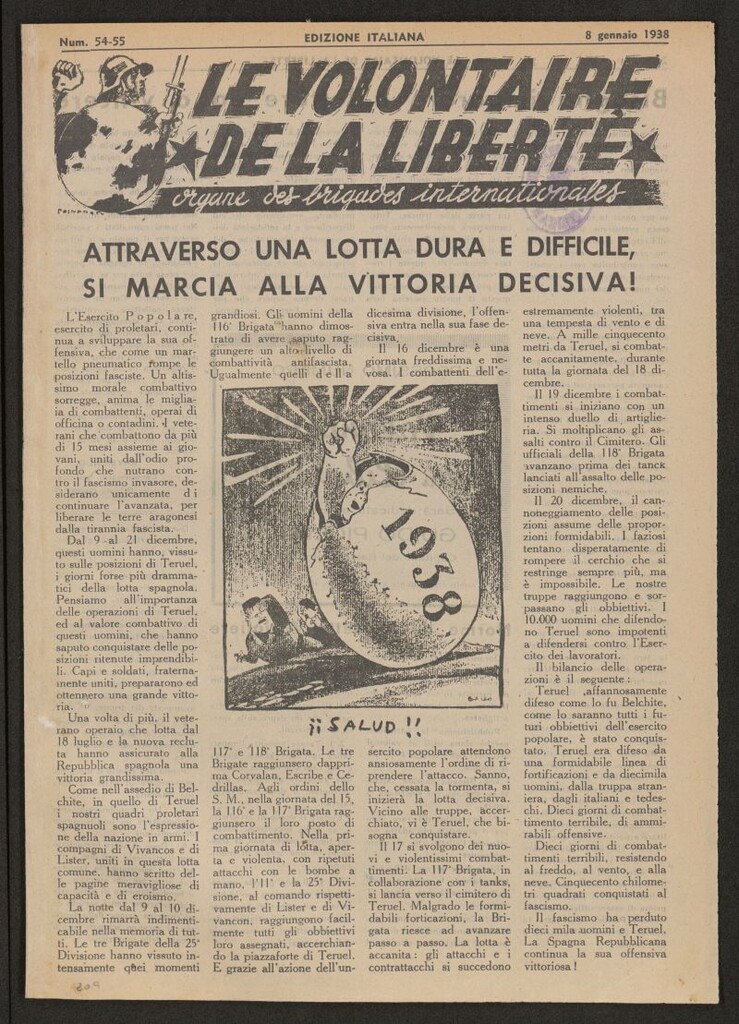 Num. 54-55
EDIZIONE ITALIANA
8 gennaio 1938
LE VOLONTAIRE
DE LA LIBERTÉ
organe des brigades internationales
ATTRAVERSO UNA LOTTA DURA E DIFFICILE,
SI MARCIA ALLA VITTORIA DECISIVA!
L'Esercito Popolare,
esercito di proletari, conti-
nua a sviluppare la sua of-
fensiva, che come un mar-
tello pneumatico rompe le
posizioni fasciste. Un altis-
simo morale combattivo
sorregge, anima le miglia-
ia di combattenti, operai di
officina o contadini. I vete-
rani che combattono da più
di 15 mesi assieme ai gio-
vani, uniti dall'odio pro-
fondo che nutrano con-
tro il fascismo invasore, de-
siderano unicamente di
continuare l'avanzata, per
liberare le terre aragonesi
dalla tirannia fascista.
Dal 9 al 21 dicembre,
questi uomini hanno, vissu-
to sulle posizioni di Teruel,
i giorni forse più dramma-
tici della lotta spagnola.
Pensiamo all'importanza
delle operazioni di Teruel,
ed al valore combattivo di
questi uomini, che hanno
saputo conquistare delle po-
sizioni ritenute imprendibi-
li. Capi e soldati, fraterna-
mente uniti, prepararono ed
ottennero una grande vitto-
ria.
Una volta di più, il vete-
rano operaio che lotta dal
18 luglio e la nuova reclu-
ta hanno assicurato alla
Repubblica spagnola una
vittoria grandissima.
Come nell'assedio di Bel-
chite, in quello di Teruel
i nostri quadri proletari
spagnuoli sono l'espressio-
ne della nazione in armi. I
compagni di Vivancos e di
Lister, uniti in questa lotta
comune, hanno scritto del-
le pagine meravigliose di
capacità e di eroismo.
La notte dal 9 al 10 di-
cembre rimarrà indimenti-
cabile nella memoria di tut-
ti. Le tre Brigate della 25ª
Divisione hanno vissuto in-
tensamente quei momenti
grandiosi. Gli uomini della
116ª Brigata hanno dimos-
trato di avere saputo rag-
giungere un alto livello di
combattività antifascista.
Ugualmente quelli della
1938
¡¡SALUD!!
117ª e 118ª Brigata. Le tre
Brigate raggiunsero dappri-
ma Corvalan, Escribe e Ce-
drillas. Agli ordini dello
S. M., nella giornata del 15,
la 116ª e la 117ª Brigata rag-
giunsero il loro posto di
combattimento. Nella pri-
ma giornata di lotta, aper-
ta e violenta, con ripetuti
attacchi con le bombe a
mano, l'11ª e la 25ª Divi-
sione, al comando rispetti-
vamente di Lister e di Vi-
vancon, raggiungono facil-
mente tutti gli obbiettivi
loro assegnati, accerchian-
do la piazzaforte di Teruel.
E grazie all'azione dell'un-
dicesima divisione, l'offen-
siva entra nella sua fase de-
cisiva.
Il 16 dicembre è una
giornata freddissima e ne-
vosa. I combattenti dell'e-
sercito popolare attendono
ansiosamente l'ordine di ri-
prendere l'attacco. Sanno,
che, cessata la tormenta, si
inizierà la lotta decisiva.
Vicino alle truppe, accer-
chiato, vi è Teruel, che bi-
sogna conquistare.
Il 17 si svolgono dei nuo-
vi e violentissimi combat-
timenti. La 117ª Brigata, in
collaborazione con i tanks,
si lancia verso il cimitero di
Teruel. Malgrado le formi-
dabili forticazioni, la Bri-
gata riesce ad avanzare
passo a passo. La lotta è
accanita: gli attacchi e i
contrattacchi si succedono
estremamente violenti, tra
una tempesta di vento e di
neve. A mille cinquecento
metri da Teruel, si combat-
te accanitamente, durante
tutta la giornata del 18 di-
cembre.
Il 19 dicembre i combat-
timenti si iniziano con un
intenso duello di artiglie-
ria. Si moltiplicano gli as-
salti contro il Cimitero. Gli
ufficiali della 118ª Brigata
avanzano prima dei tanck
lanciati all'assalto delle po-
sizioni nemiche.
Il 20 dicembre, il can-
noneggiamento delle posi-
zioni assume delle propor-
zioni formidabili. I faziosi
tentano disperatamente di
rompere il cerchio che si
restringe sempre più, ma
è impossibile. Le nostre
truppe raggiungono e sor-
passano gli obbiettivi. I
10.000 uomini che difendo-
no Teruel sono impotenti
a difendersi contro l'Eser-
cito dei lavoratori.
Il bilancio delle opera-
zioni è il seguente:
Teruel affannosamente
difeso come lo fu Belchite,
come lo saranno tutti i fu-
turi obbiettivi dell'esercito
popolare, è stato conquis-
tato. Teruel era difeso da
una formidabile linea di
fortificazioni e da diecimila
uomini, dalla truppa stran-
iera, dagli italiani e tedes-
chi. Dieci giorni di combat-
timento terribile, di ammi-
rabili offensive.
Dieci giorni di combat-
timenti terribili, resistendo
al freddo, al vento, e alla
neve. Cinquecento chilome-
tri quadrati conquistati al
fascismo.
Il fascismo ha perduto
dieci mila uomini e Teruel.
La Spagna Repubblicana
continua la sua offensiva
vittoriosa!